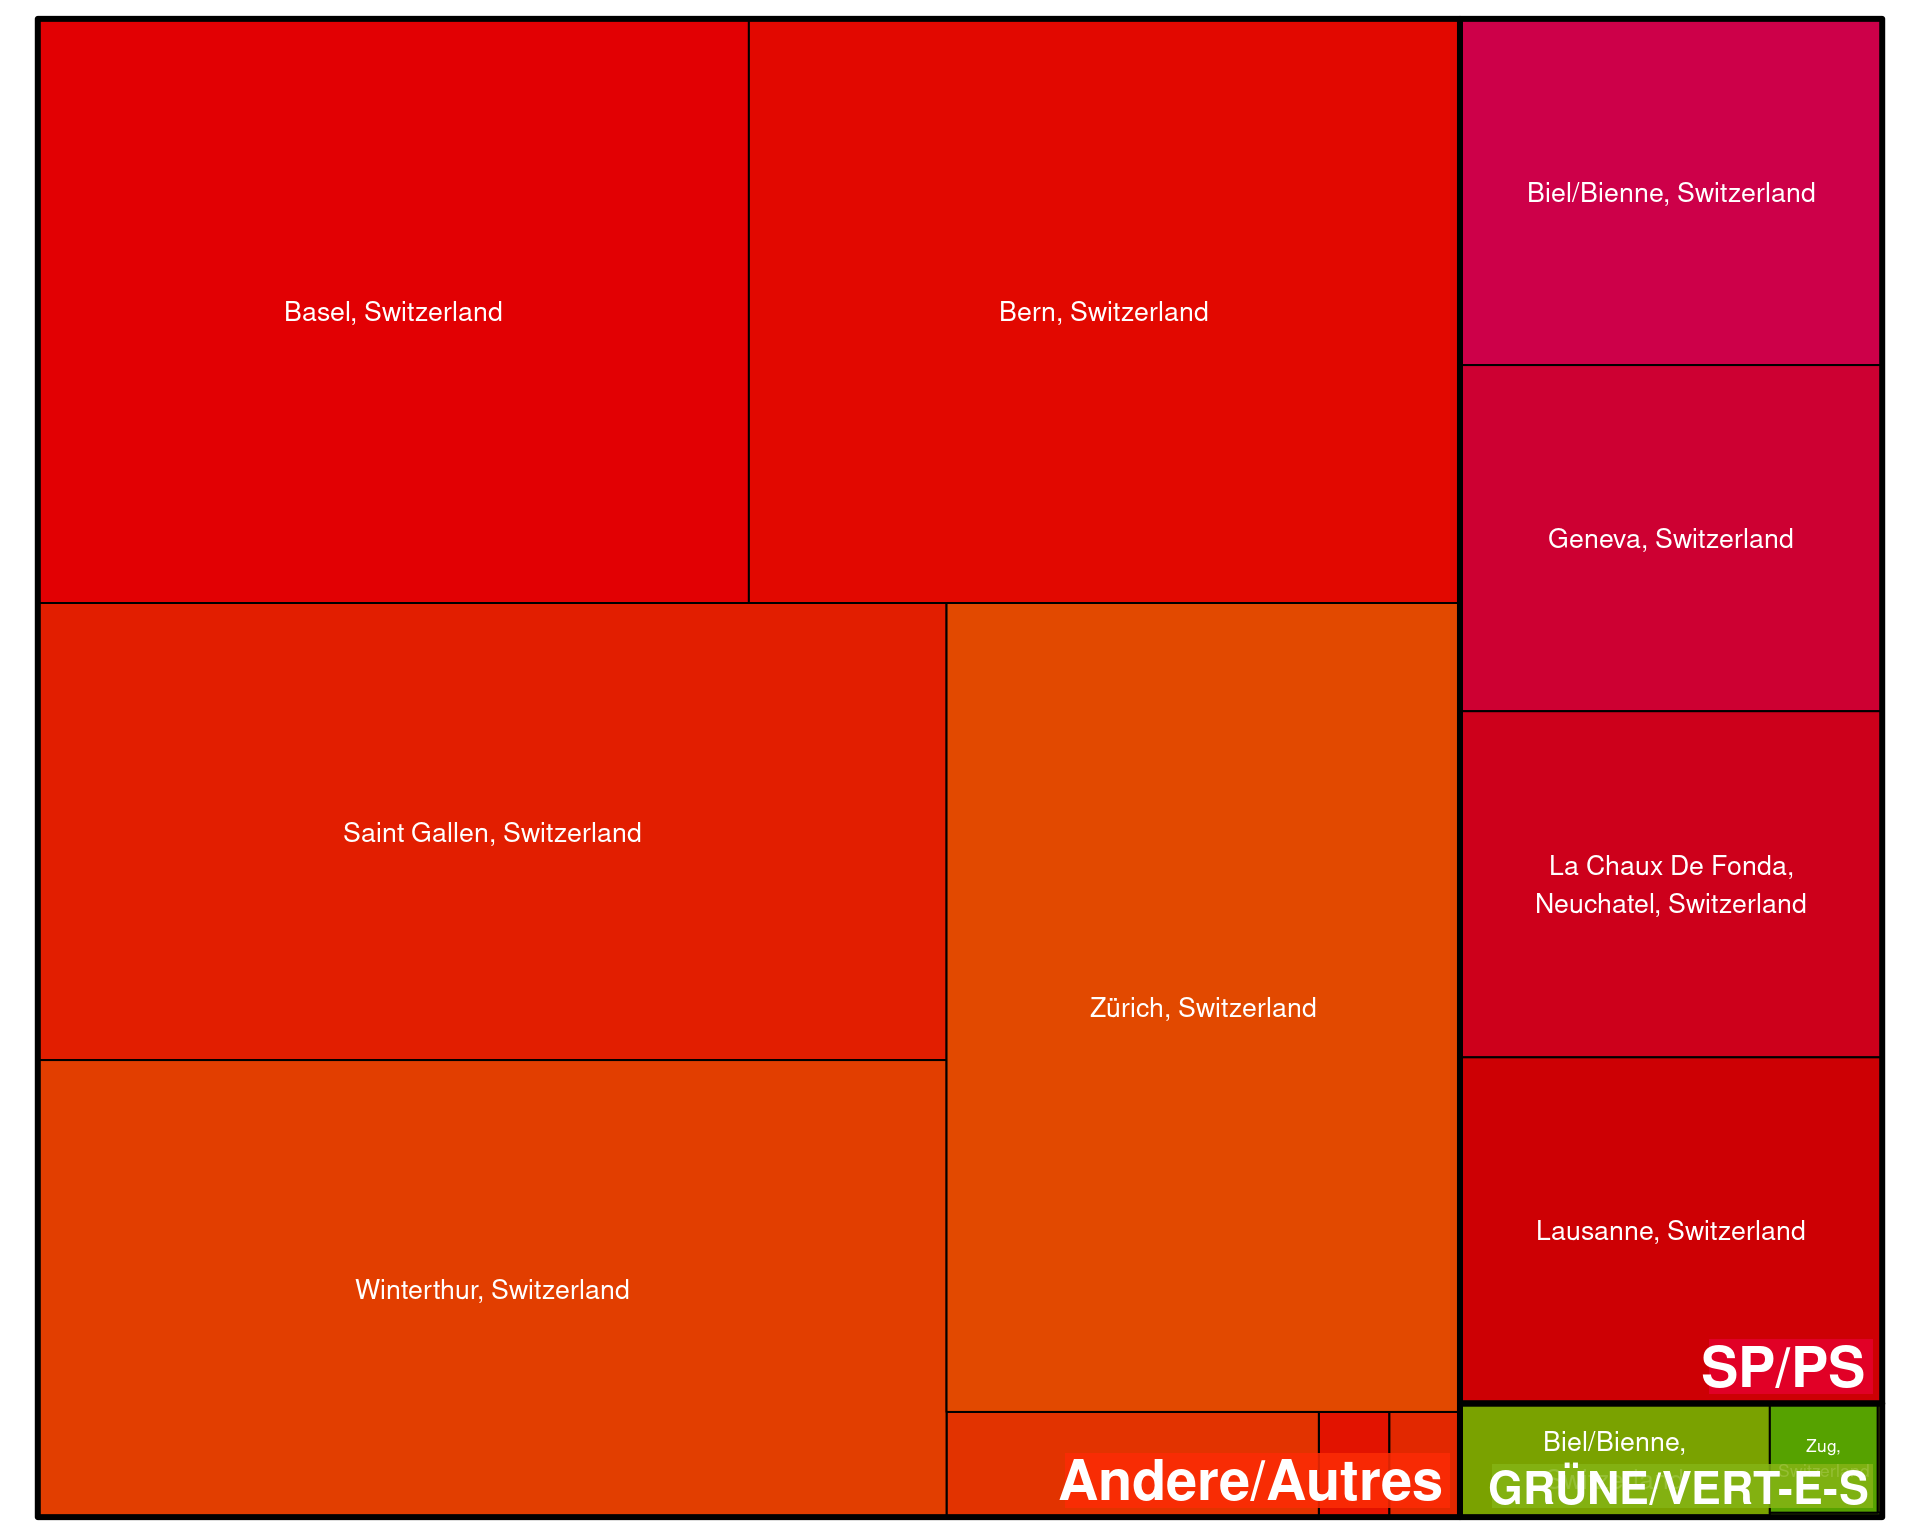 Basel, Switzerland
Bern, Switzerland
Biel/Bienne, Switzerland
Geneva, Switzerland
Saint Gallen, Switzerland
La Chaux De Fonda,
Neuchatel, Switzerland
Zürich, Switzerland
Lausanne, Switzerland
Winterthur, Switzerland
SP/PS
Biel/Bienne,
Zug,
Switzerland
Andere/Autres
GRÜNE/VERT-E-S